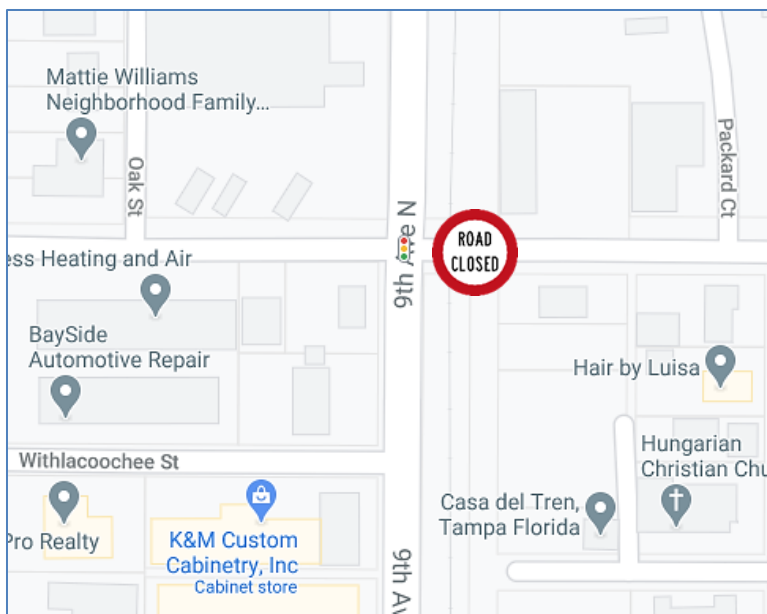 Mattie Williams
Neighborhood Family...
Oak St
Packard Ct
9th Ave N
ROAD
CLOSED
ess Heating and Air
BaySide
Automotive Repair
Hair by Luisa
Withlacoochee St
Hungarian
Christian Chu
Casa del Tren,
Tampa Florida
Pro Realty
K&M Custom
Cabinetry, Inc
Cabinet store
9th Av